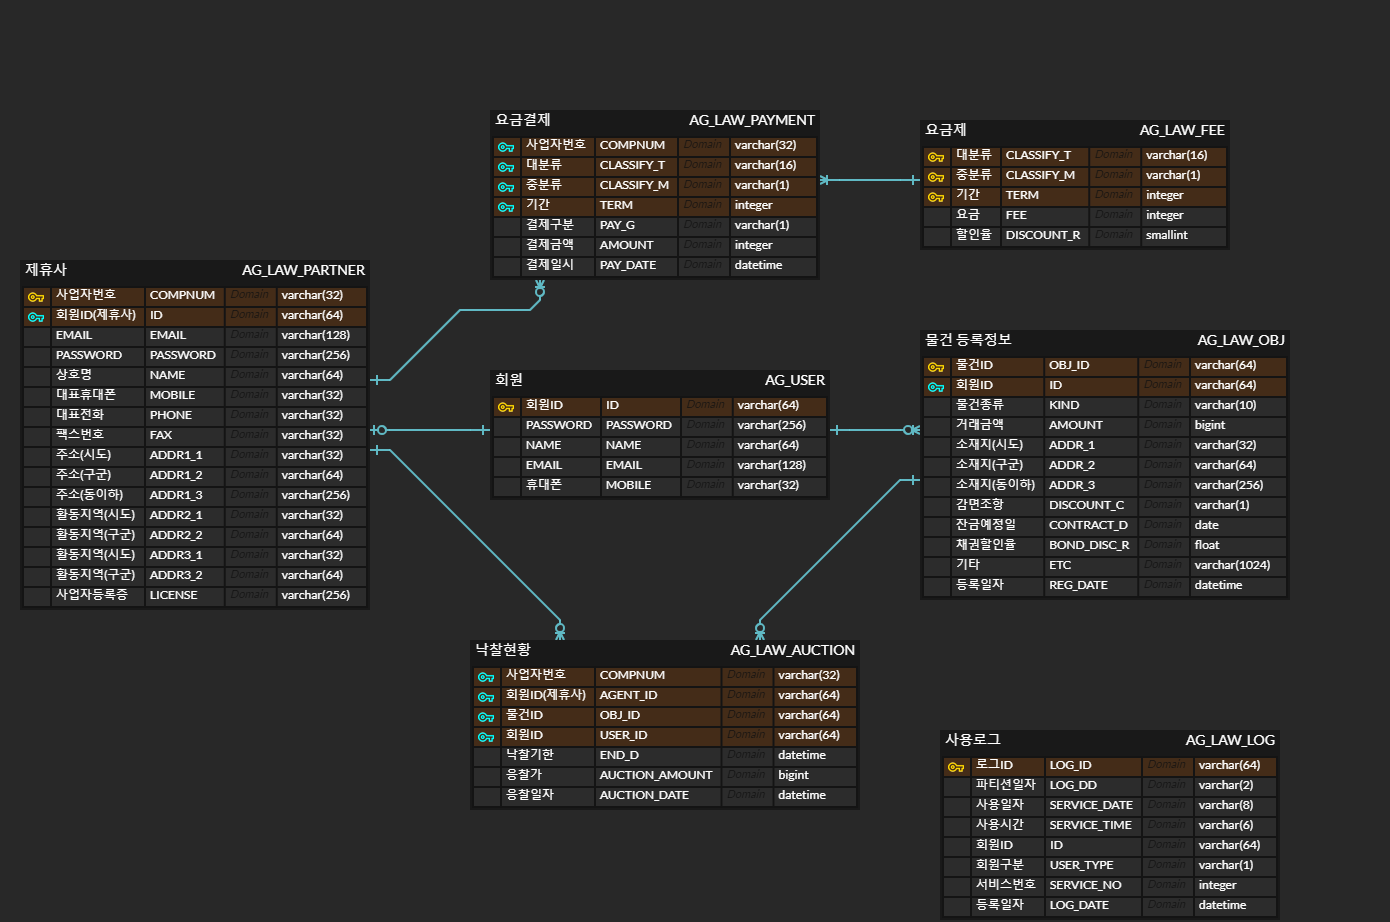 요금결제 AG_LAW_PAYMENT
사업자번호 COMPNUM Domain varchar(32)
대분류 CLASSIFY_T Domain varchar(16)
중분류 CLASSIFY_M Domain varchar(1)
기간 TERM Domain integer
결제구분 PAY_G Domain varchar(1)
결제금액 AMOUNT Domain integer
결제일시 PAY_DATE Domain datetime
요금제 AG_LAW_FEE
대분류 CLASSIFY_T Domain varchar(16)
중분류 CLASSIFY_M Domain varchar(1)
기간 TERM Domain integer
요금 FEE Domain integer
할인율 DISCOUNT_R Domain smallint
제휴사 AG_LAW_PARTNER
사업자번호 COMPNUM Domain varchar(32)
회원ID(제휴사) ID Domain varchar(64)
EMAIL EMAIL Domain varchar(128)
PASSWORD PASSWORD Domain varchar(256)
상호명 NAME Domain varchar(64)
대표휴대폰 MOBILE Domain varchar(32)
대표전화 PHONE Domain varchar(32)
팩스번호 FAX Domain varchar(32)
주소(시도) ADDR1_1 Domain varchar(32)
주소(구군) ADDR1_2 Domain varchar(64)
주소(동이하) ADDR1_3 Domain varchar(256)
활동지역(시도) ADDR2_1 Domain varchar(32)
활동지역(구군) ADDR2_2 Domain varchar(64)
활동지역(시도) ADDR3_1 Domain varchar(32)
활동지역(구군) ADDR3_2 Domain varchar(64)
사업자등록증 LICENSE Domain varchar(256)
회원 AG_USER
회원ID ID Domain varchar(64)
PASSWORD PASSWORD Domain varchar(256)
NAME NAME Domain varchar(64)
EMAIL EMAIL Domain varchar(128)
휴대폰 MOBILE Domain varchar(32)
물건 등록정보 AG_LAW_OBJ
물건ID OBJ_ID Domain varchar(64)
회원ID ID Domain varchar(64)
물건종류 KIND Domain varchar(10)
거래금액 AMOUNT Domain bigint
소재지(시도) ADDR_1 Domain varchar(32)
소재지(구군) ADDR_2 Domain varchar(64)
소재지(동이하) ADDR_3 Domain varchar(256)
감면조항 DISCOUNT_C Domain varchar(1)
잔금예정일 CONTRACT_D Domain date
채권할인율 BOND_DISC_R Domain float
기타 ETC Domain varchar(1024)
등록일자 REG_DATE Domain datetime
낙찰현황 AG_LAW_AUCTION
사업자번호 COMPNUM Domain varchar(32)
회원ID(제휴사) AGENT_ID Domain varchar(64)
물건ID OBJ_ID Domain varchar(64)
회원ID USER_ID Domain varchar(64)
낙찰기한 END_D Domain datetime
응찰가 AUCTION_AMOUNT Domain bigint
응찰일자 AUCTION_DATE Domain datetime
사용로그 AG_LAW_LOG
로그ID LOG_ID Domain varchar(64)
파티션일자 LOG_DD Domain varchar(2)
사용일자 SERVICE_DATE Domain varchar(8)
사용시간 SERVICE_TIME Domain varchar(6)
회원ID ID Domain varchar(64)
회원구분 USER_TYPE Domain varchar(1)
서비스번호 SERVICE_NO Domain integer
등록일자 LOG_DATE Domain datetime